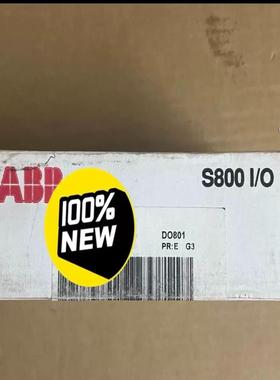 ABB
S800 I/O
100%
NEW
DO801
PR:E G3